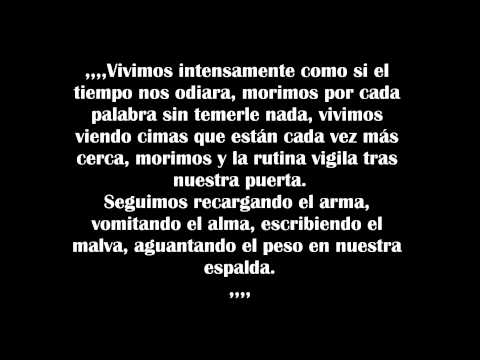 ,,,,Vivimos intensamente como si el
tiempo nos odiara, morimos por cada
palabra sin temerle nada, vivimos
viendo cimas que están cada vez más
cerca, morimos y la rutina vigila tras
nuestra puerta.
Seguimos recargando el arma,
vomitando el alma, escribiendo el
malva, aguantando el peso en nuestra
espalda.
,,,,